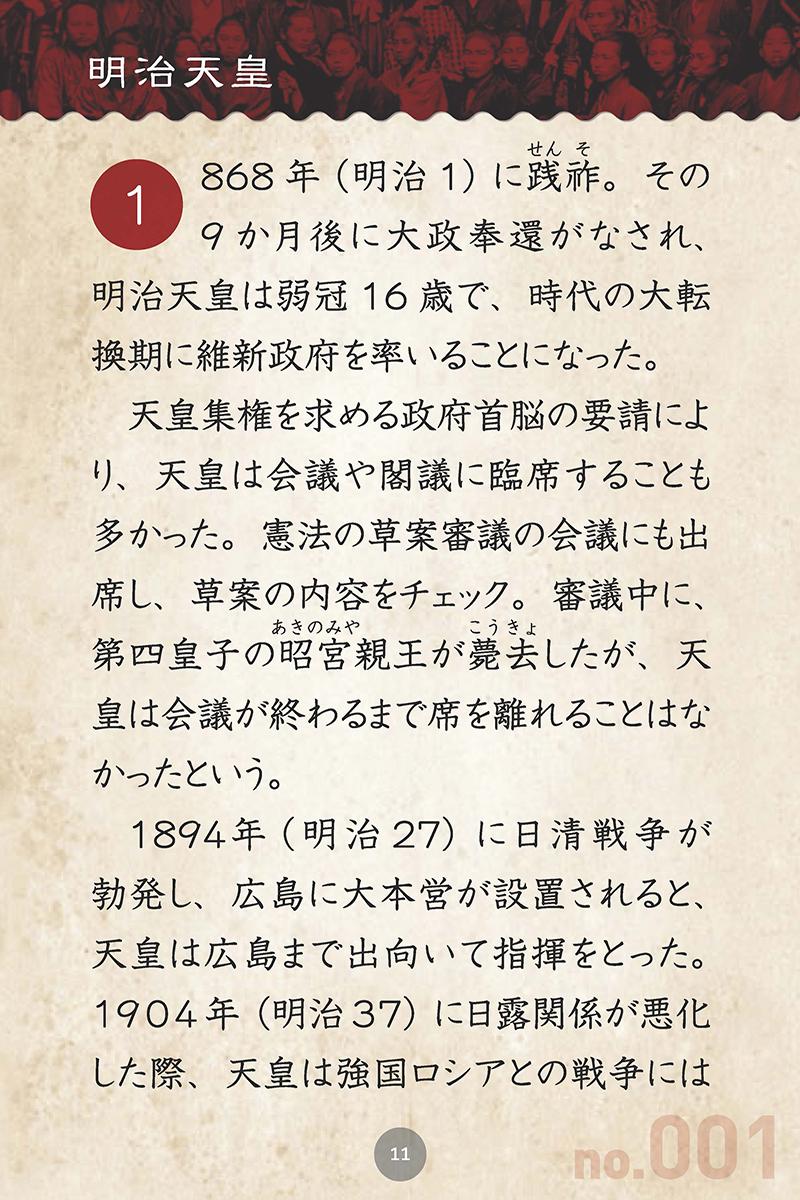 明治天皇
1868年（明治1）に践祚。その
せんそ
9か月後に大政奉還がなされ、
明治天皇は弱冠16歳で、時代の大転
換期に維新政府を率いることになった。
天皇集権を求める政府首脳の要請によ
り、天皇は会議や閣議に臨席することも
多かった。憲法の草案審議の会議にも出
席し、草案の内容をチェック。審議中に、
あきのみや　こうきょ
第四皇子の昭宮親王が薨去したが、天
皇は会議が終わるまで席を離れることはな
かったという。
1894年（明治27）に日清戦争が
勃発し、広島に大本営が設置されると、
天皇は広島まで出向いて指揮をとった。
1904年（明治37）に日露関係が悪化
した際、天皇は強国ロシアとの戦争には
11
no.001